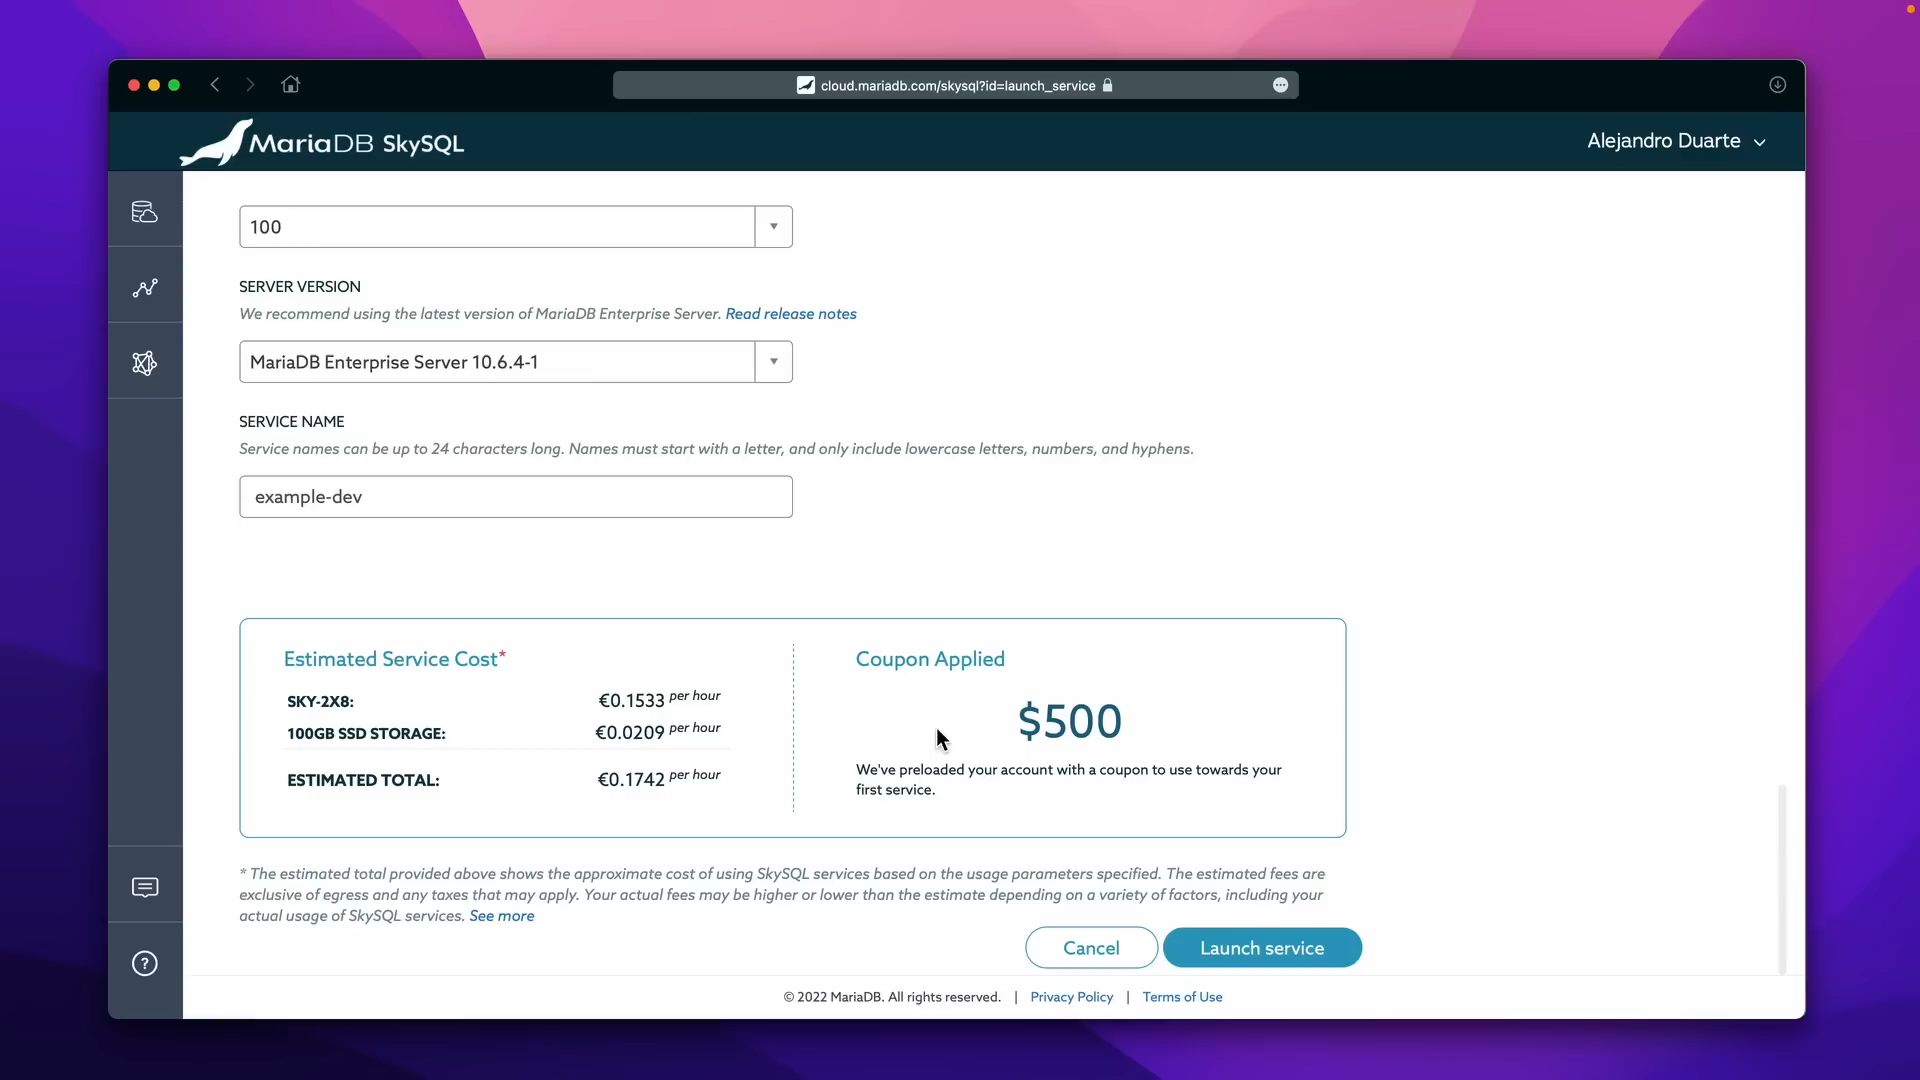 cloud.mariadb.com/skysql?id=launch_service
MariaDB SkySQL
Alejandro Duarte
100
SERVER VERSION
We recommend using the latest version of MariaDB Enterprise Server. Read release notes
MariaDB Enterprise Server 10.6.4-1
SERVICE NAME
Service names can be up to 24 characters long. Names must start with a letter, and only include lowercase letters, numbers, and hyphens.
example-dev
Estimated Service Cost*
SKY-2X8: €0.1533 per hour
100GB SSD STORAGE: €0.0209 per hour
ESTIMATED TOTAL: €0.1742 per hour
Coupon Applied
$500
We've preloaded your account with a coupon to use towards your
first service.
* The estimated total provided above shows the approximate cost of using SkySQL services based on the usage parameters specified. The estimated fees are
exclusive of egress and any taxes that may apply. Your actual fees may be higher or lower than the estimate depending on a variety of factors, including your
actual usage of SkySQL services. See more
Cancel
Launch service
© 2022 MariaDB. All rights reserved. | Privacy Policy | Terms of Use